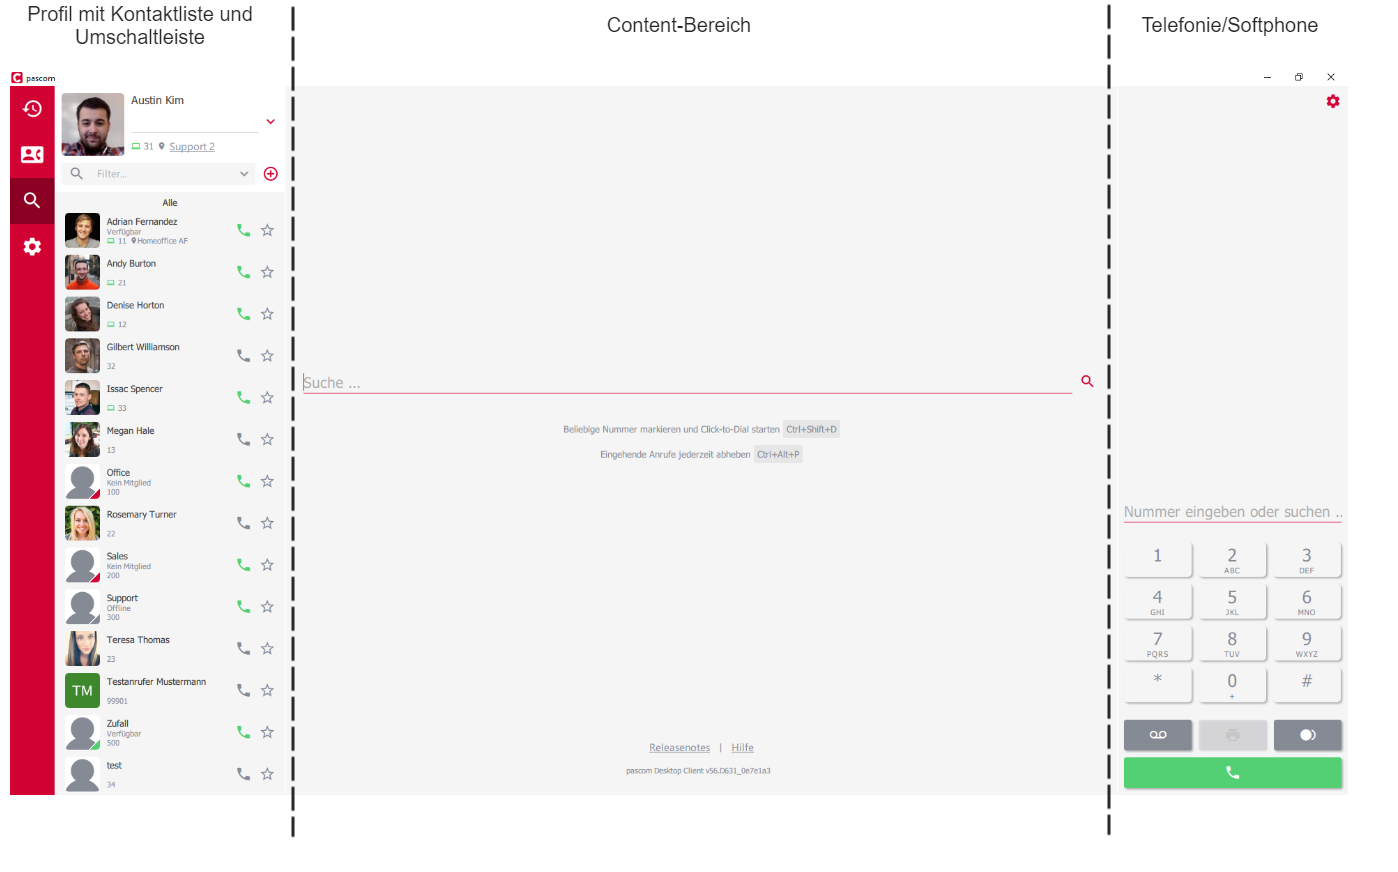 Profil mit Kontaktliste und
Umschaltleiste
Content-Bereich
Telefonie/Softphone
pascom
Austin Kim
31 Support 2
Filter...
Alle
Adrian Fernandez
Verfügbar
11 Homeoffice AF
Andy Burton
21
Denise Horton
12
Gilbert Williamson
32
Issac Spencer
33
Megan Hale
13
Office
Kein Mitglied
100
Rosemary Turner
22
Sales
Kein Mitglied
200
Support
Offline
300
Teresa Thomas
23
TM
Testanrufer Mustermann
99901
Zufall
Verfügbar
500
test
34
Suche ...
Beliebige Nummer markieren und Click-to-Dial starten Ctrl+Shift+D
Eingehende Anrufe jederzeit abheben Ctrl+Alt+P
Releasenotes | Hilfe
pascom Desktop Client v56.D631_0e7e1a3
Nummer eingeben oder suchen ..
1 2 3
ABC DEF
4 5 6
GHI JKL MNO
7 8 9
PQRS TUV WXYZ
* 0 #
+